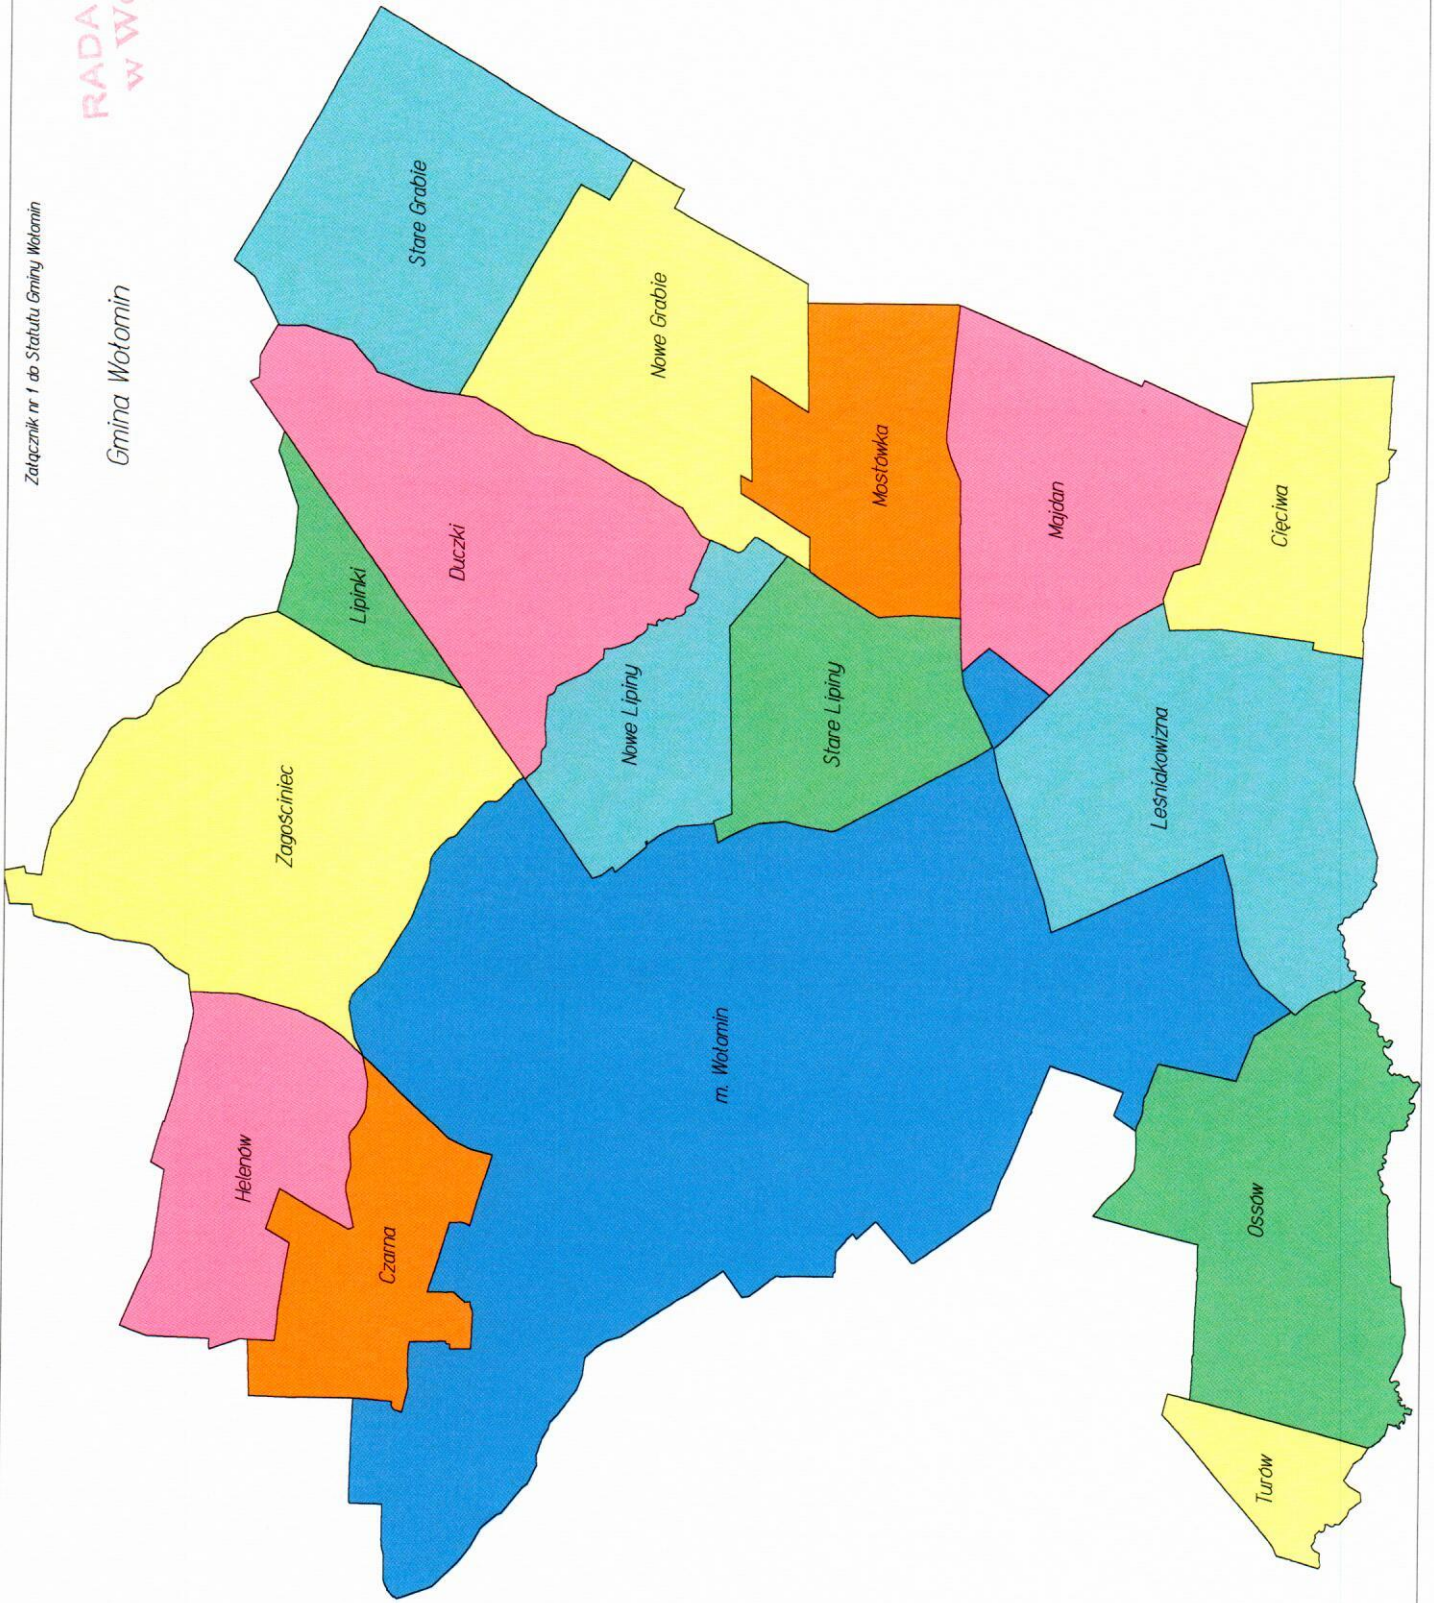 Załącznik nr 1 do Statutu Gminy Wołomin
RADA
w
Gmina Wołomin
Zagościniec
Helenów
Czarna
Lipinki
Duczki
Stare Grabie
Nowe Grabie
Nowe Lipiny
Stare Lipiny
Mostówka
m. Wołomin
Majdan
Leśniakowizna
Cięciwa
Ossów
Turów